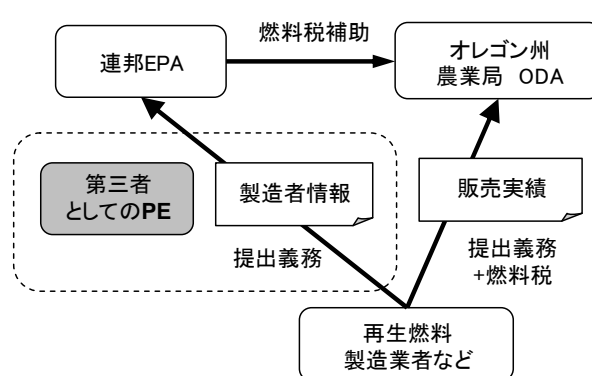 燃料税補助
連邦EPA
オレゴン州
農業局 ODA
第三者
としてのPE
製造者情報
販売実績
提出義務
提出義務
+燃料税
再生燃料
製造業者など